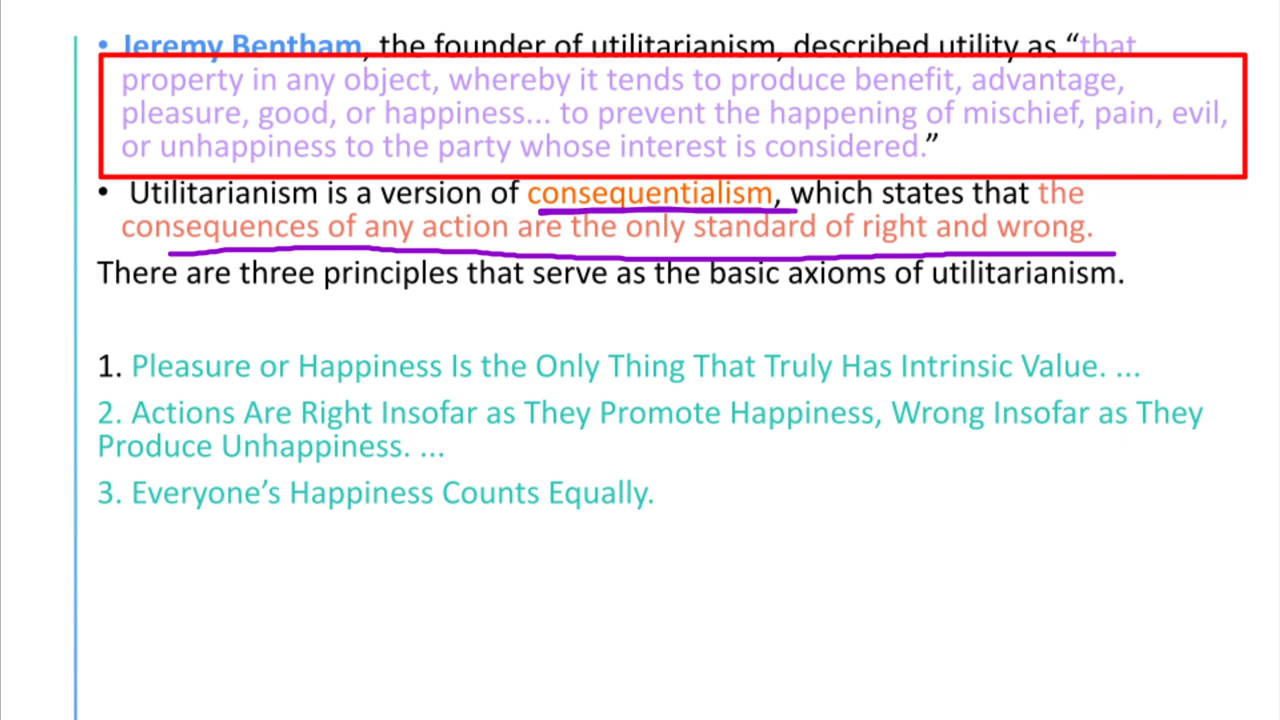 • Jeremy Bentham, the founder of utilitarianism, described utility as “that
property in any object, whereby it tends to produce benefit, advantage,
pleasure, good, or happiness... to prevent the happening of mischief, pain, evil,
or unhappiness to the party whose interest is considered.”
• Utilitarianism is a version of consequentialism, which states that the
consequences of any action are the only standard of right and wrong.
There are three principles that serve as the basic axioms of utilitarianism.
1. Pleasure or Happiness Is the Only Thing That Truly Has Intrinsic Value. ...
2. Actions Are Right Insofar as They Promote Happiness, Wrong Insofar as They
Produce Unhappiness. ...
3. Everyone’s Happiness Counts Equally.